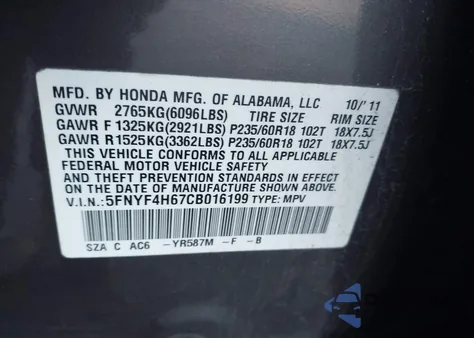 MFD. BY HONDA MFG. OF ALABAMA, LLC 10/'11
GVWR 2765KG(6096LBS) TIRE SIZE RIM SIZE
GAWR F 1325KG(2921LBS) P235/60R18 102T 18X7.5J
GAWR R 1525KG(3362LBS) P235/60R18 102T 18X7.5J
THIS VEHICLE CONFORMS TO ALL APPLICABLE
FEDERAL MOTOR VEHICLE SAFETY
AND THEFT PREVENTION STANDARDS IN EFFECT ON
THE DATE OF MANUFACTURE SHOWN ABOVE.
V.I.N.: 5FNYF4H67CB016199 TYPE: MPV
SZA C AC6 -YR587M -F -B